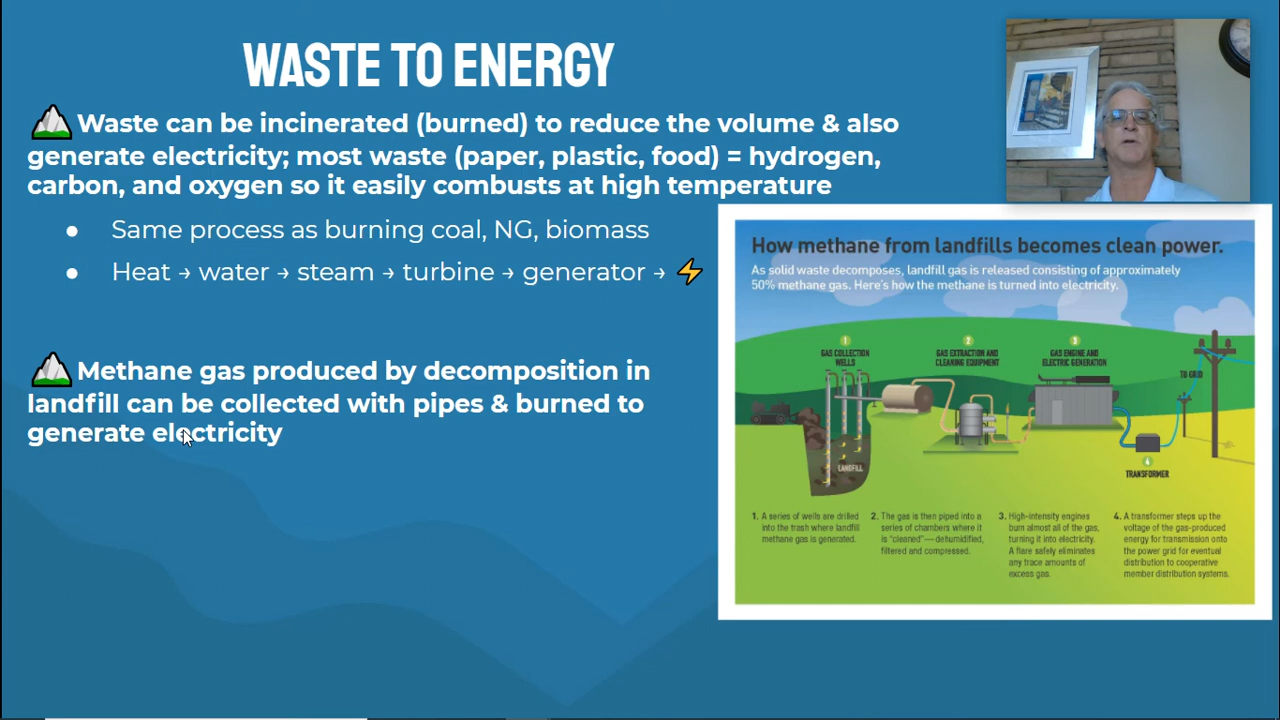 WASTE TO ENERGY
Waste can be incinerated (burned) to reduce the volume & also
generate electricity; most waste (paper, plastic, food) = hydrogen,
carbon, and oxygen so it easily combusts at high temperature
● Same process as burning coal, NG, biomass
● Heat → water → steam → turbine → generator → ⚡
Methane gas produced by decomposition in
landfill can be collected with pipes & burned to
generate electricity
How methane from landfills becomes clean power.
As solid waste decomposes, landfill gas is released consisting of approximately
50% methane gas. Here's how the methane is turned into electricity.
1
GAS COLLECTION
WELLS
2
GAS EXTRACTION AND
CLEANING EQUIPMENT
3
GAS ENGINE AND
ELECTRIC GENERATION
TO GRID
LANDFILL
4
TRANSFORMER
1. A series of wells are drilled
into the trash where landfill
methane gas is generated.
2. The gas is then piped into a
series of chambers where it
is "cleaned"—dehumidified,
filtered and compressed.
3. High-intensity engines
burn almost all of the gas,
turning it into electricity.
A flare safely eliminates
any trace amounts of
excess gas.
4. A transformer steps up the
voltage of the gas-produced
energy for transmission onto
the power grid for eventual
distribution to cooperative
member distribution systems.